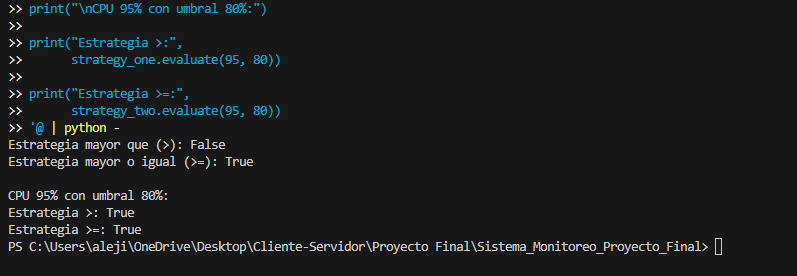 >> print("\nCPU 95% con umbral 80%:")
>>
>> print("Estrategia >:",
>>       strategy_one.evaluate(95, 80))
>>
>> print("Estrategia >=:",
>>       strategy_two.evaluate(95, 80))
>> '@ | python -
Estrategia mayor que (>): False
Estrategia mayor o igual (>=): True

CPU 95% con umbral 80%:
Estrategia >: True
Estrategia >=: True
PS C:\Users\aleji\OneDrive\Desktop\Cliente-Servidor\Proyecto Final\Sistema_Monitoreo_Proyecto_Final>